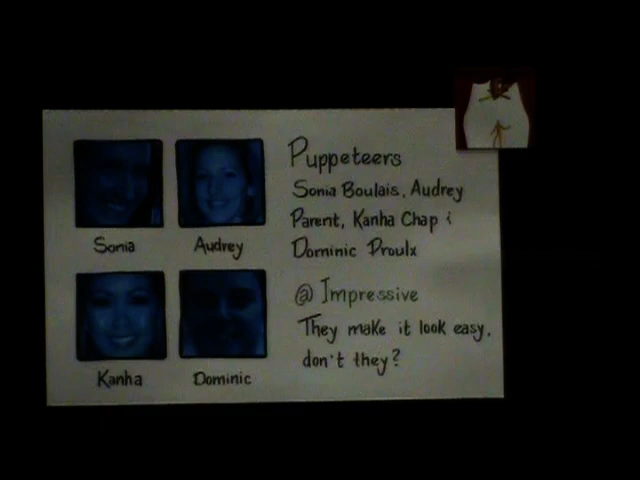 Puppeteers
Sonia Boulais, Audrey
Parent, Kanha Chap &
Dominic Proulx
@ Impressive
They make it look easy,
don't they?
Sonia
Audrey
Kanha
Dominic